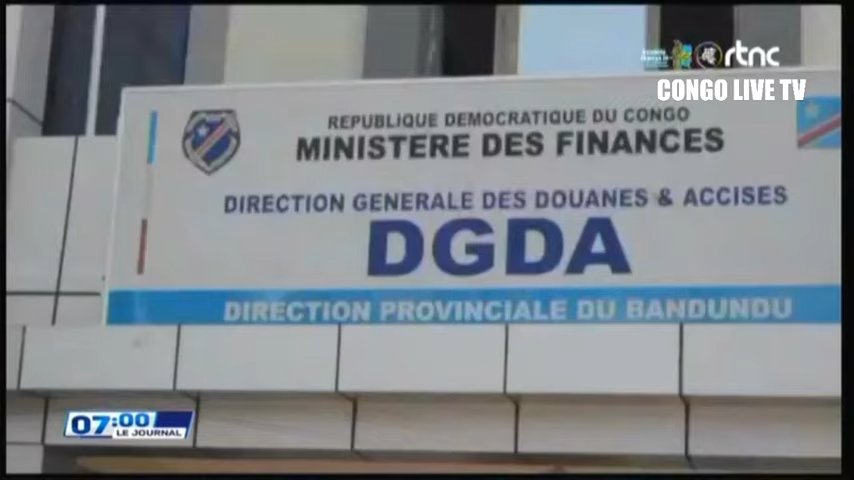 rtnc
CONGO LIVE TV
REPUBLIQUE DEMOCRATIQUE DU CONGO
MINISTERE DES FINANCES
DIRECTION GENERALE DES DOUANES & ACCISES
DGDA
DIRECTION PROVINCIALE DU BANDUNDU
07:00
LE JOURNAL